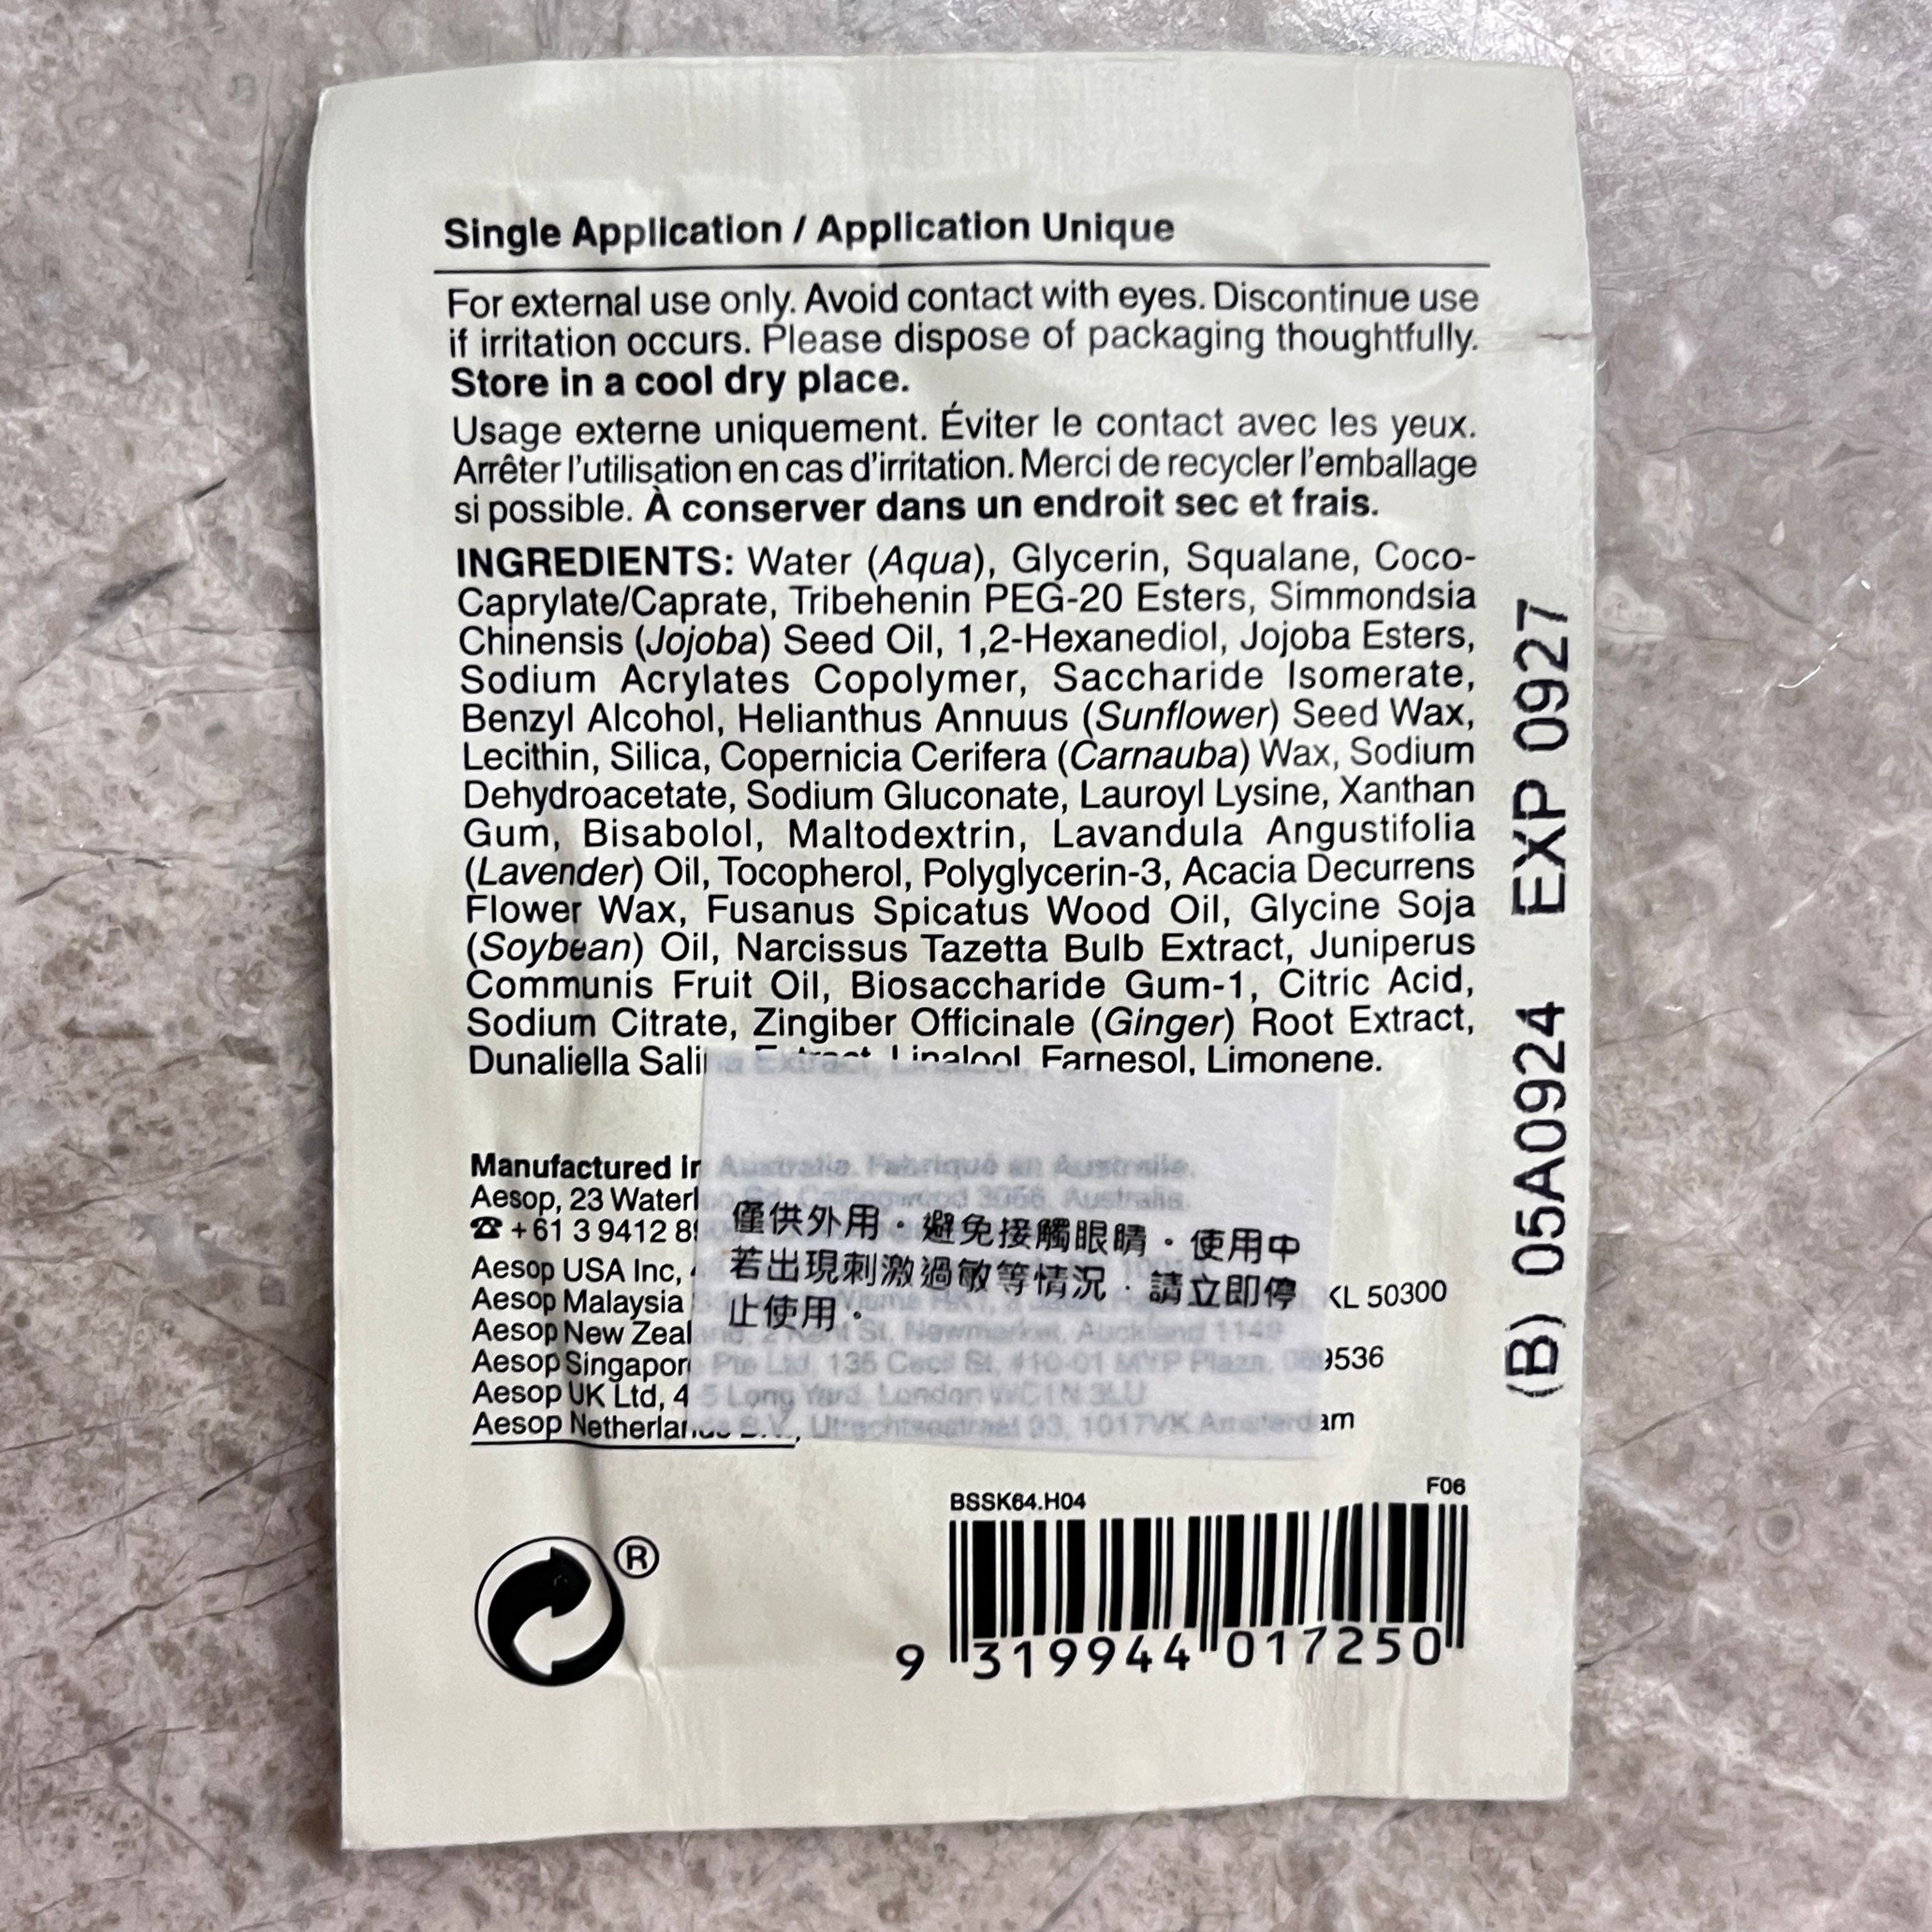 Single Application / Application Unique
For external use only. Avoid contact with eyes. Discontinue use
if irritation occurs. Please dispose of packaging thoughtfully.
Store in a cool dry place.
Usage externe uniquement. Éviter le contact avec les yeux.
Arrêter l'utilisation en cas d'irritation. Merci de recycler l'emballage
si possible. À conserver dans un endroit sec et frais.
INGREDIENTS: Water (Aqua), Glycerin, Squalane, Coco-
Caprylate/Caprate, Tribehenin PEG-20 Esters, Simmondsia
Chinensis (Jojoba) Seed Oil, 1,2-Hexanediol, Jojoba Esters,
Sodium Acrylates Copolymer, Saccharide Isomerate,
Benzyl Alcohol, Helianthus Annuus (Sunflower) Seed Wax,
Lecithin, Silica, Copernicia Cerifera (Carnauba) Wax, Sodium
Dehydroacetate, Sodium Gluconate, Lauroyl Lysine, Xanthan
Gum, Bisabolol, Maltodextrin, Lavandula Angustifolia
(Lavender) Oil, Tocopherol, Polyglycerin-3, Acacia Decurrens
Flower Wax, Fusanus Spicatus Wood Oil, Glycine Soja
(Soybean) Oil, Narcissus Tazetta Bulb Extract, Juniperus
Communis Fruit Oil, Biosaccharide Gum-1, Citric Acid,
Sodium Citrate, Zingiber Officinale (Ginger) Root Extract,
Dunaliella Salina Extract, Linalool, Farnesol, Limonene.
Manufactured in Australia. Fabriqué en Australie.
Aesop, 23 Waterloo Rd, Collingwood 3066, Australia.
☎ +61 3 9412 8
Aesop USA Inc,
Aesop Malaysia KL 50300
Aesop New Zealand, 2 Kent St, Newmarket, Auckland 1149
Aesop Singapore Pte Ltd, 135 Cecil St, #10-01 MYP Plaza, 069536
Aesop UK Ltd, 4-5 Long Yard, London WC1N 3LU
Aesop Netherlands B.V., Utrechtsestraat 93, 1017VK Amsterdam
僅供外用。避免接觸眼睛。使用中
若出現刺激過敏等情況．請立即停
止使用。
®
BSSK64.H04 F06
9 319944 017250
(B) 05A0924 EXP 0927